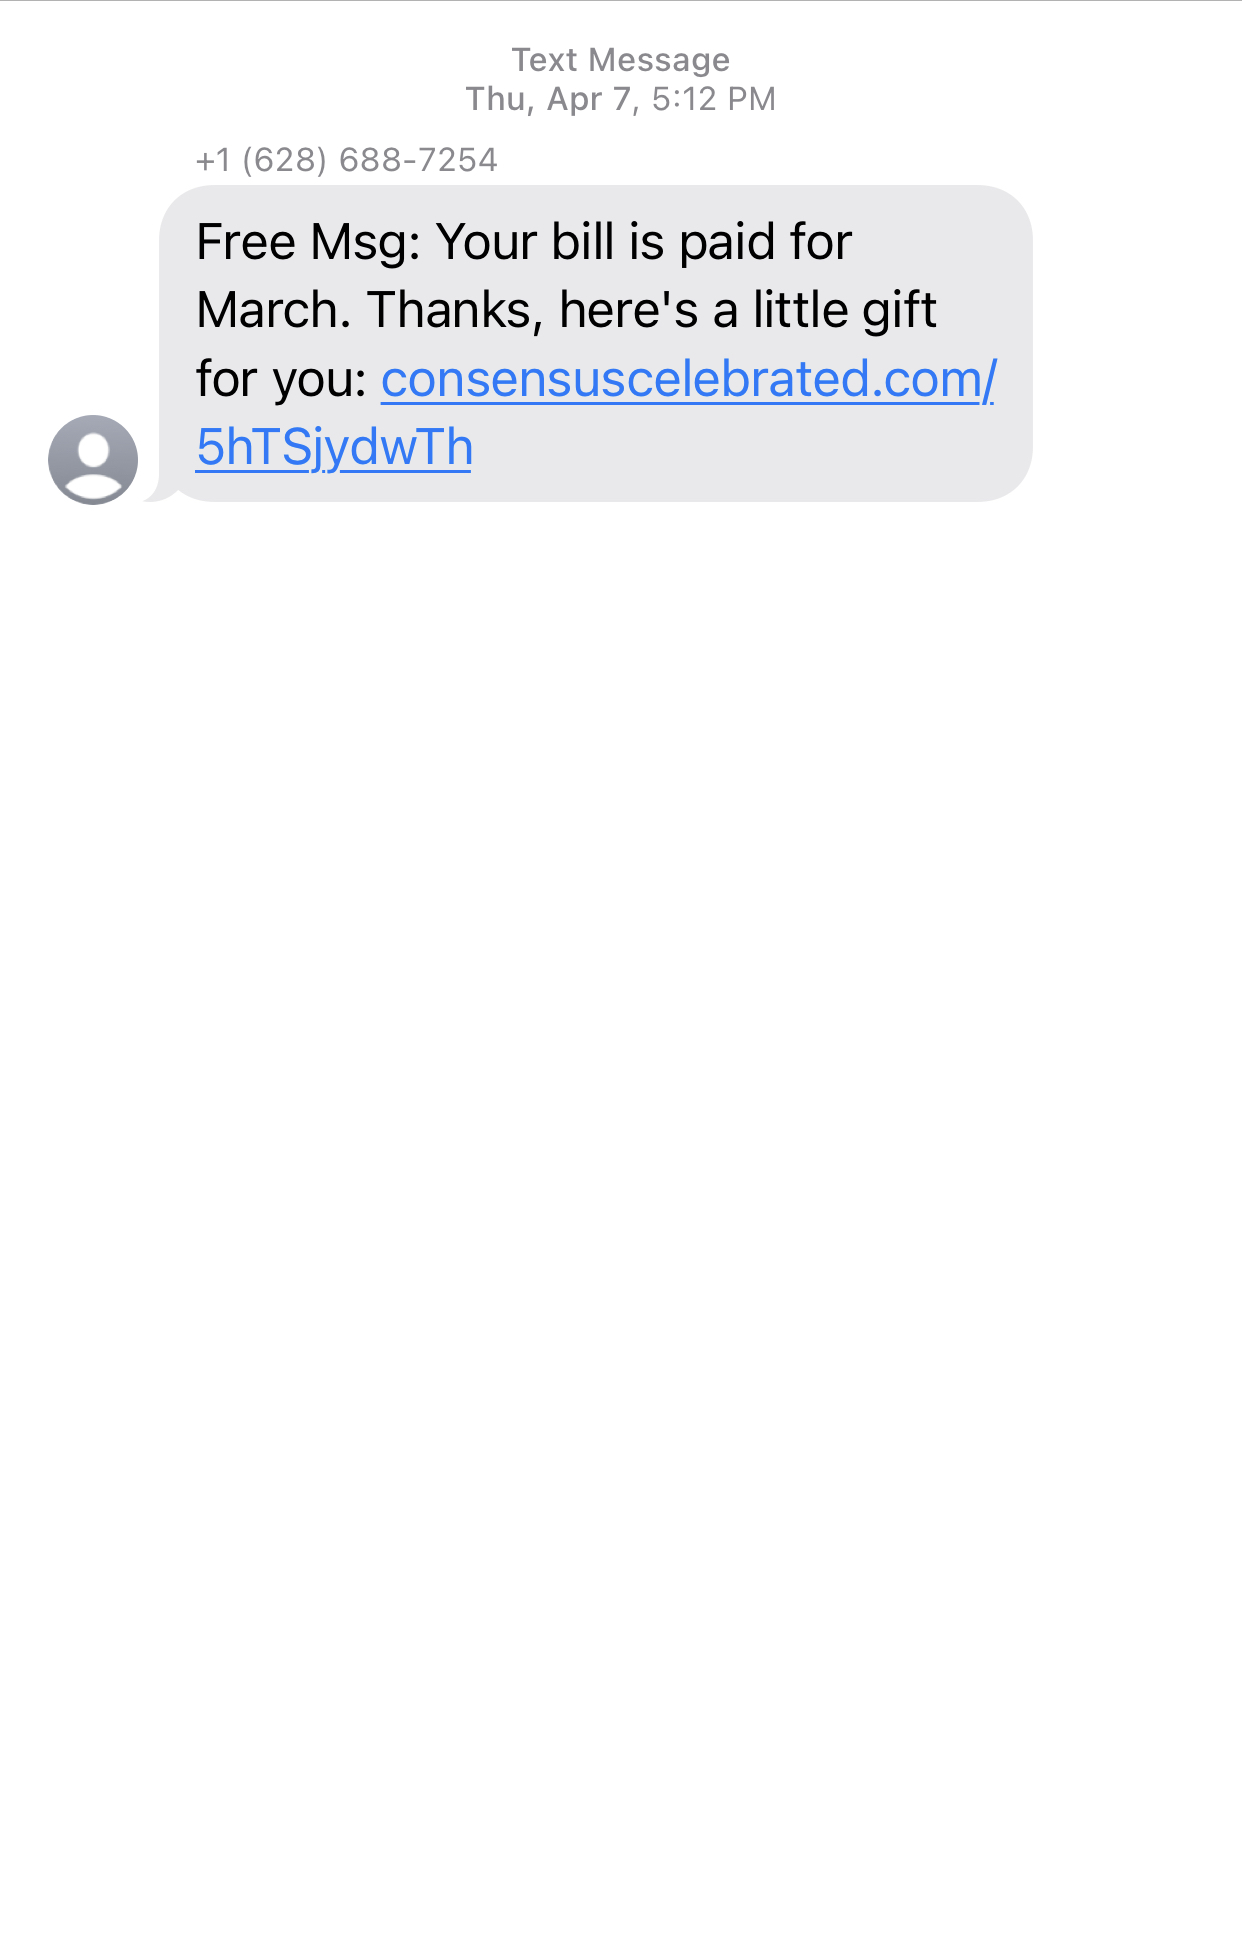 Text Message
Thu, Apr 7, 5:12 PM
+1 (628) 688-7254
Free Msg: Your bill is paid for
March. Thanks, here's a little gift
for you: consensuscelebrated.com/
5hTSjydwTh